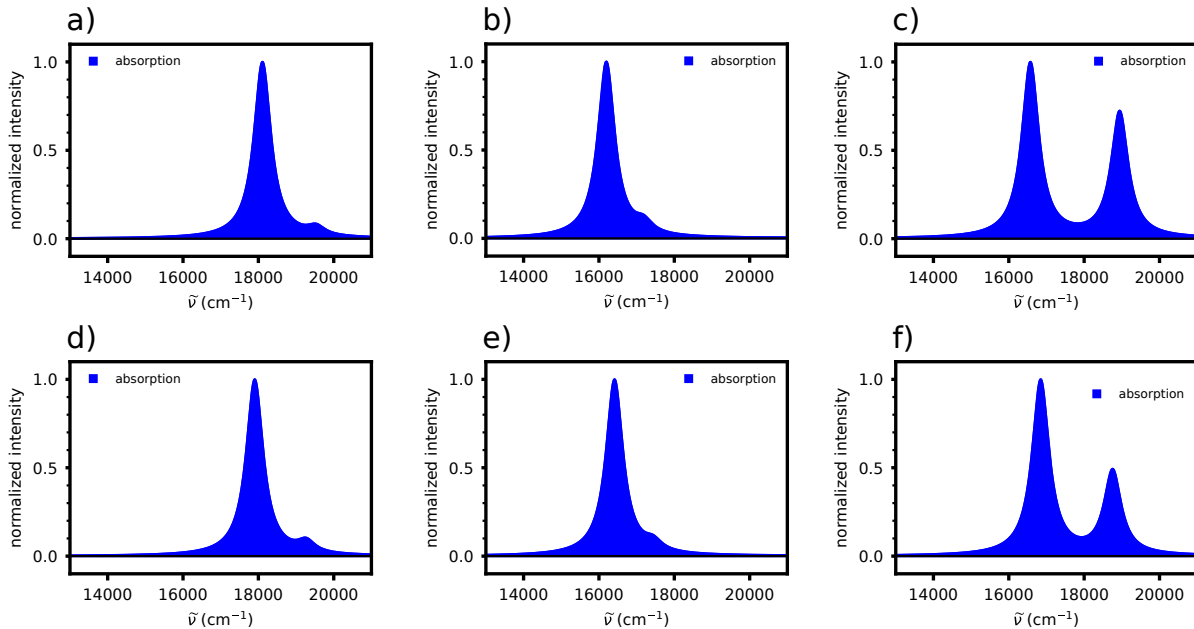 a)
b)
c)
normalized intensity
1.0
0.5
0.0
absorption
14000 16000 18000 20000
ṽ (cm⁻¹)
normalized intensity
1.0
0.5
0.0
absorption
14000 16000 18000 20000
ṽ (cm⁻¹)
normalized intensity
1.0
0.5
0.0
absorption
14000 16000 18000 20000
ṽ (cm⁻¹)
d)
e)
f)
normalized intensity
1.0
0.5
0.0
absorption
14000 16000 18000 20000
ṽ (cm⁻¹)
normalized intensity
1.0
0.5
0.0
absorption
14000 16000 18000 20000
ṽ (cm⁻¹)
normalized intensity
1.0
0.5
0.0
absorption
14000 16000 18000 20000
ṽ (cm⁻¹)